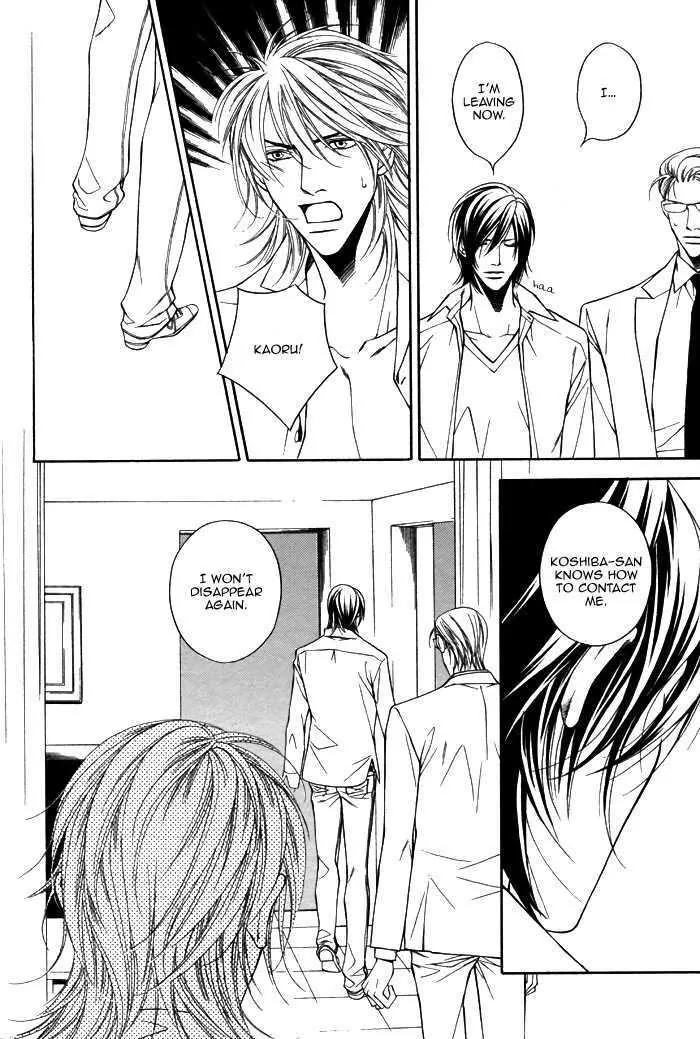 I...
I'M
LEAVING
NOW.
haa
KAORU!
KOSHIBA-SAN
KNOWS HOW
TO CONTACT
ME.
I WON'T
DISAPPEAR
AGAIN.